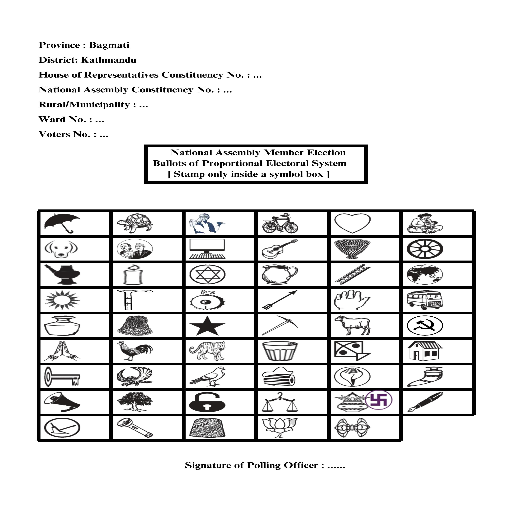 Province : Bagmati
District: Kathmandu
House of Representatives Constituency No. : ...
National Assembly Constituency No. : ...
Rural/Municipality : ...
Ward No. : ...
Voters No. : ...
National Assembly Member Election
Ballots of Proportional Electoral System
[ Stamp only inside a symbol box ]
Signature of Polling Officer : ......